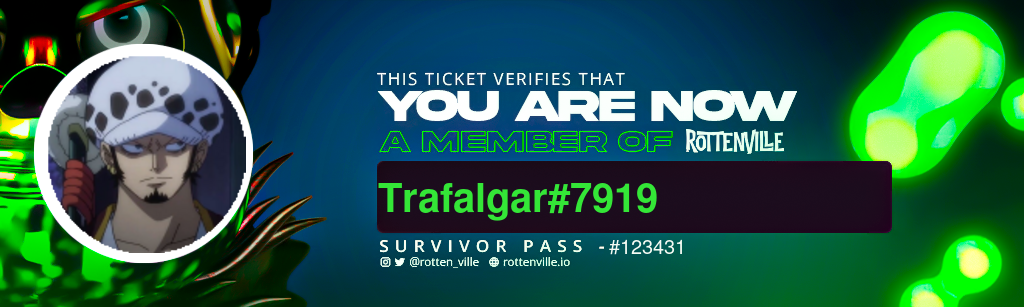 THIS TICKET VERIFIES THAT
YOU ARE NOW
A MEMBER OF ROTTENVILLE
Trafalgar#7919
SURVIVOR PASS - #123431
@rotten_ville rottenville.io